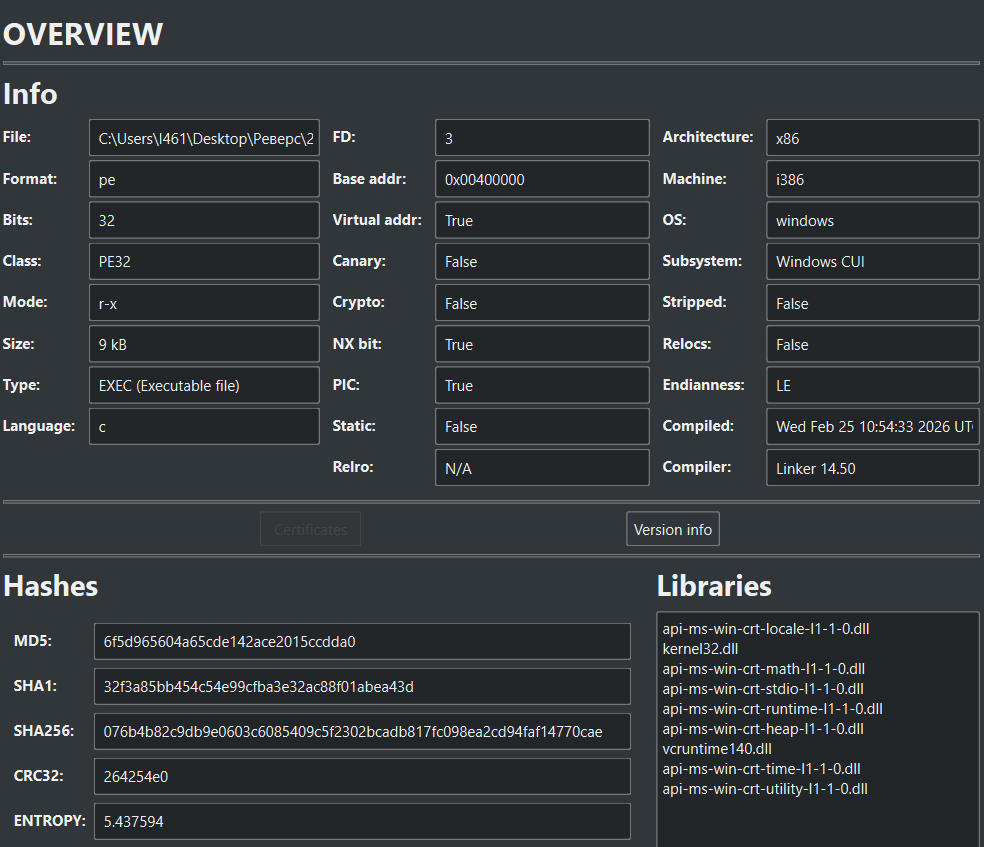 OVERVIEW
Info
File: C:\Users\I461\Desktop\Реверс\2 FD: 3 Architecture: x86
Format: pe Base addr: 0x00400000 Machine: i386
Bits: 32 Virtual addr: True OS: windows
Class: PE32 Canary: False Subsystem: Windows CUI
Mode: r-x Crypto: False Stripped: False
Size: 9 kB NX bit: True Relocs: False
Type: EXEC (Executable file) PIC: True Endianness: LE
Language: c Static: False Compiled: Wed Feb 25 10:54:33 2026 UT
Relro: N/A Compiler: Linker 14.50
Certificates Version info
Hashes
MD5: 6f5d965604a65cde142ace2015ccdda0
SHA1: 32f3a85bb454c54e99cfba3e32ac88f01abea43d
SHA256: 076b4b82c9db9e0603c6085409c5f2302bcadb817fc098ea2cd94faf14770cae
CRC32: 264254e0
ENTROPY: 5.437594
Libraries
api-ms-win-crt-locale-l1-1-0.dll
kernel32.dll
api-ms-win-crt-math-l1-1-0.dll
api-ms-win-crt-stdio-l1-1-0.dll
api-ms-win-crt-runtime-l1-1-0.dll
api-ms-win-crt-heap-l1-1-0.dll
vcruntime140.dll
api-ms-win-crt-time-l1-1-0.dll
api-ms-win-crt-utility-l1-1-0.dll